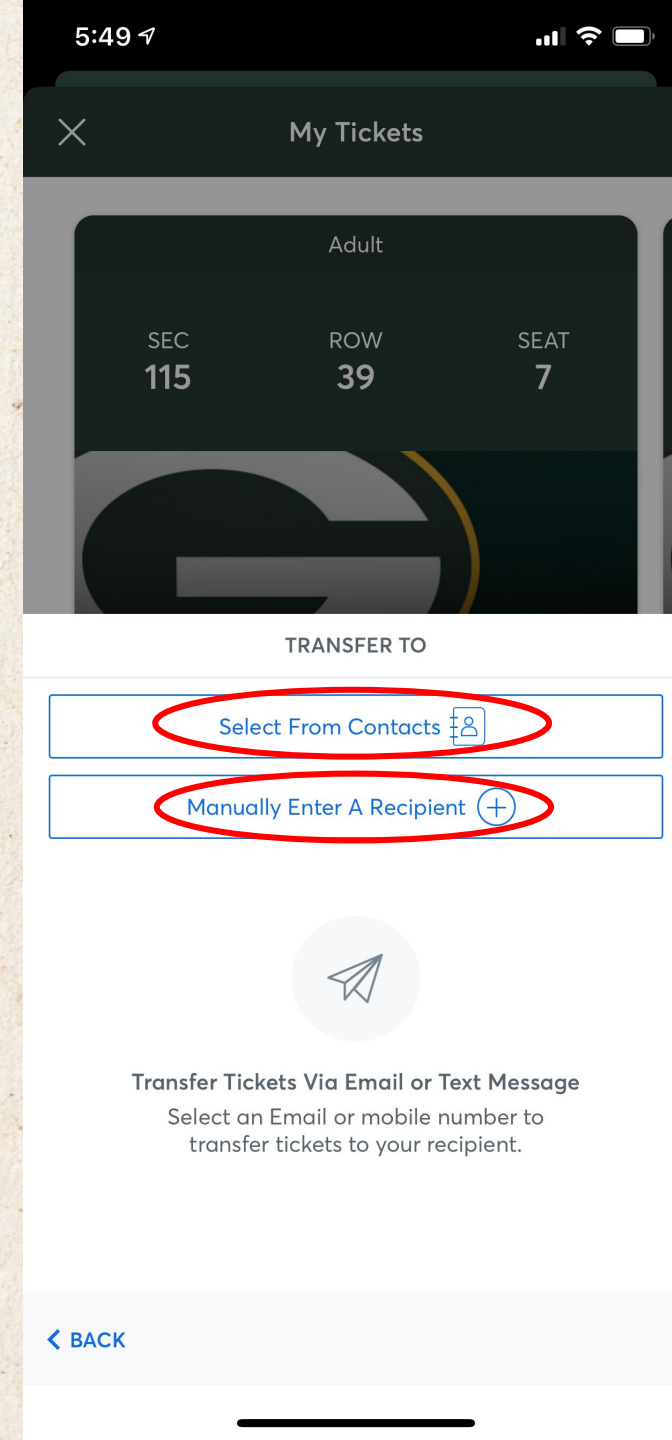 5:49
My Tickets
Adult
SEC ROW SEAT
115 39 7
G
TRANSFER TO
Select From Contacts
Manually Enter A Recipient
Transfer Tickets Via Email or Text Message
Select an Email or mobile number to
transfer tickets to your recipient.
BACK